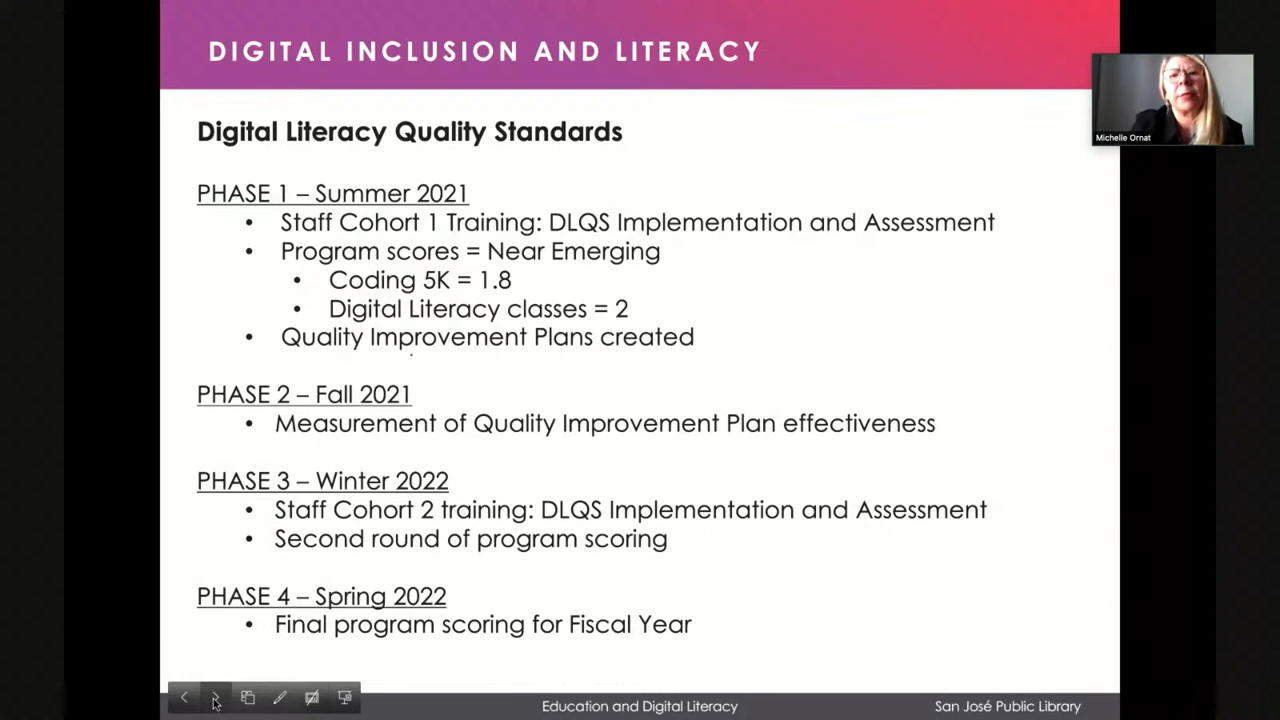 DIGITAL INCLUSION AND LITERACY
Michelle Ornat
Digital Literacy Quality Standards
PHASE 1 – Summer 2021
• Staff Cohort 1 Training: DLQS Implementation and Assessment
• Program scores = Near Emerging
• Coding 5K = 1.8
• Digital Literacy classes = 2
• Quality Improvement Plans created
PHASE 2 – Fall 2021
• Measurement of Quality Improvement Plan effectiveness
PHASE 3 – Winter 2022
• Staff Cohort 2 training: DLQS Implementation and Assessment
• Second round of program scoring
PHASE 4 – Spring 2022
• Final program scoring for Fiscal Year
Education and Digital Literacy
San José Public Library